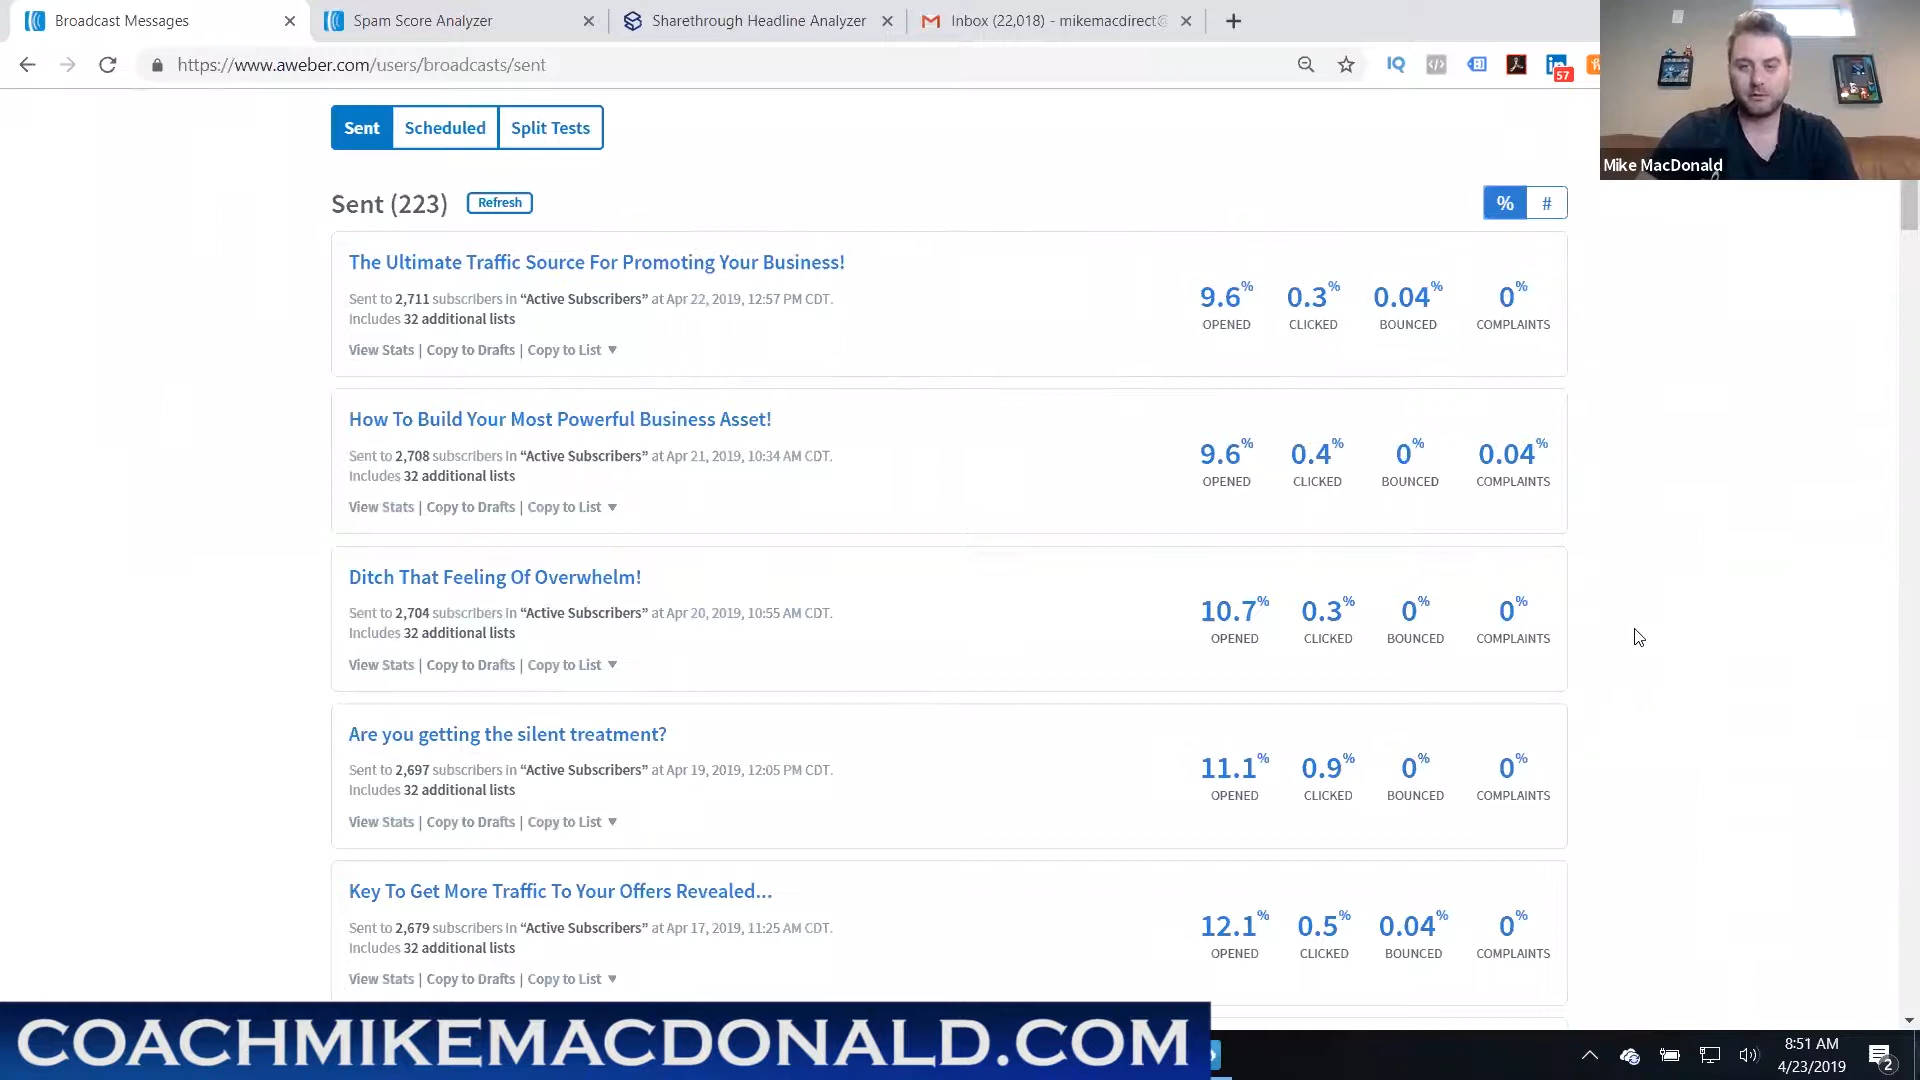 Broadcast Messages
Spam Score Analyzer
Sharethrough Headline Analyzer
Inbox (22,018) - mikemacdirect@
https://www.aweber.com/users/broadcasts/sent
IQ
57
Mike MacDonald
Sent
Scheduled
Split Tests
Sent (223)
Refresh
%
#
The Ultimate Traffic Source For Promoting Your Business!
Sent to 2,711 subscribers in “Active Subscribers” at Apr 22, 2019, 12:57 PM CDT.
Includes 32 additional lists
View Stats | Copy to Drafts | Copy to List ▼
9.6% 0.3% 0.04% 0%
OPENED CLICKED BOUNCED COMPLAINTS
How To Build Your Most Powerful Business Asset!
Sent to 2,708 subscribers in “Active Subscribers” at Apr 21, 2019, 10:34 AM CDT.
Includes 32 additional lists
View Stats | Copy to Drafts | Copy to List ▼
9.6% 0.4% 0% 0.04%
OPENED CLICKED BOUNCED COMPLAINTS
Ditch That Feeling Of Overwhelm!
Sent to 2,704 subscribers in “Active Subscribers” at Apr 20, 2019, 10:55 AM CDT.
Includes 32 additional lists
View Stats | Copy to Drafts | Copy to List ▼
10.7% 0.3% 0% 0%
OPENED CLICKED BOUNCED COMPLAINTS
Are you getting the silent treatment?
Sent to 2,697 subscribers in “Active Subscribers” at Apr 19, 2019, 12:05 PM CDT.
Includes 32 additional lists
View Stats | Copy to Drafts | Copy to List ▼
11.1% 0.9% 0% 0%
OPENED CLICKED BOUNCED COMPLAINTS
Key To Get More Traffic To Your Offers Revealed...
Sent to 2,679 subscribers in “Active Subscribers” at Apr 17, 2019, 11:25 AM CDT.
Includes 32 additional lists
View Stats | Copy to Drafts | Copy to List ▼
12.1% 0.5% 0.04% 0%
OPENED CLICKED BOUNCED COMPLAINTS
COACHMIKEMACDONALD.COM
8:51 AM
4/23/2019
2